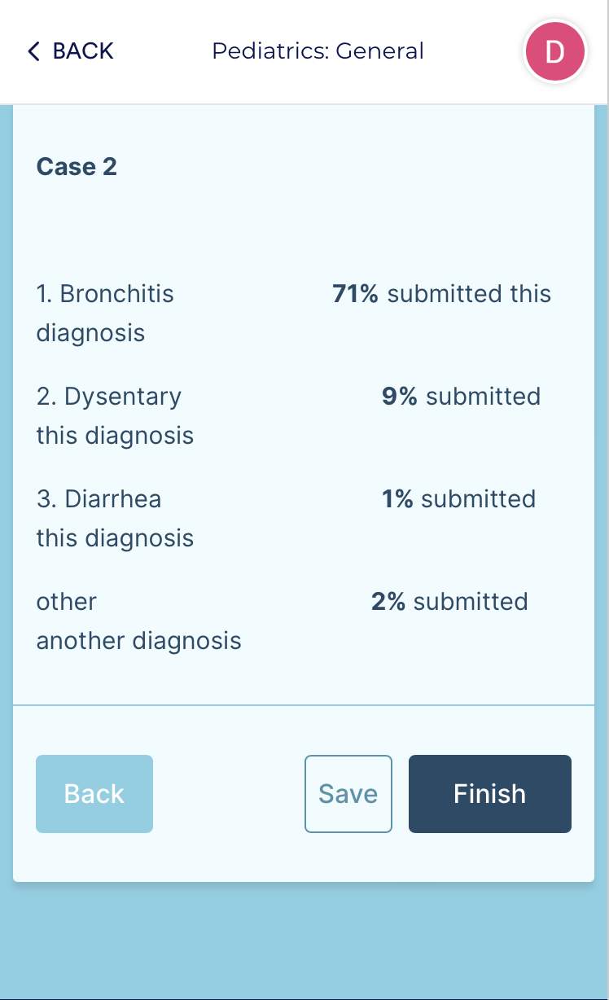 BACK
Pediatrics: General
D
Case 2
1. Bronchitis 71% submitted this
diagnosis
2. Dysentary 9% submitted
this diagnosis
3. Diarrhea 1% submitted
this diagnosis
other 2% submitted
another diagnosis
Back
Save
Finish